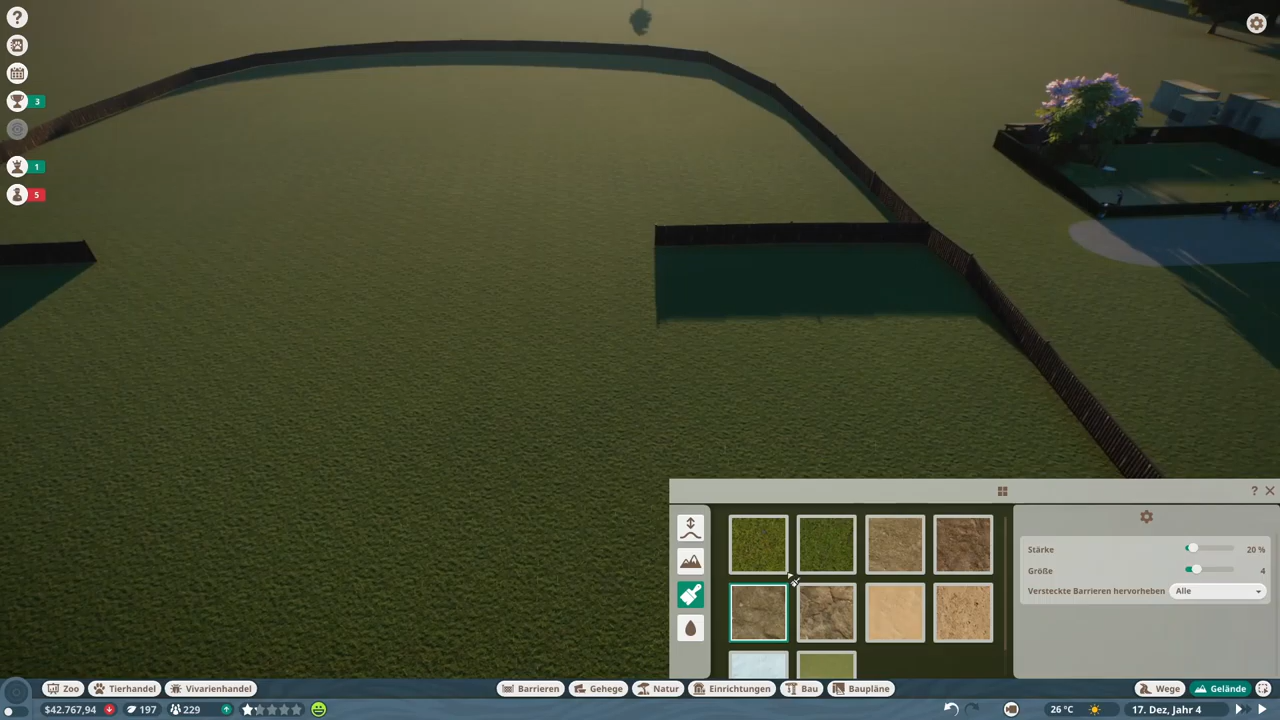 ?
3
1
5
? ×
Stärke 20 %
Größe 4
Versteckte Barrieren hervorheben Alle
Zoo Tierhandel Vivarienhandel Barrieren Gehege Natur Einrichtungen Bau Baupläne Wege Gelände
$42.767,94 197 229 26 °C 17. Dez, Jahr 4